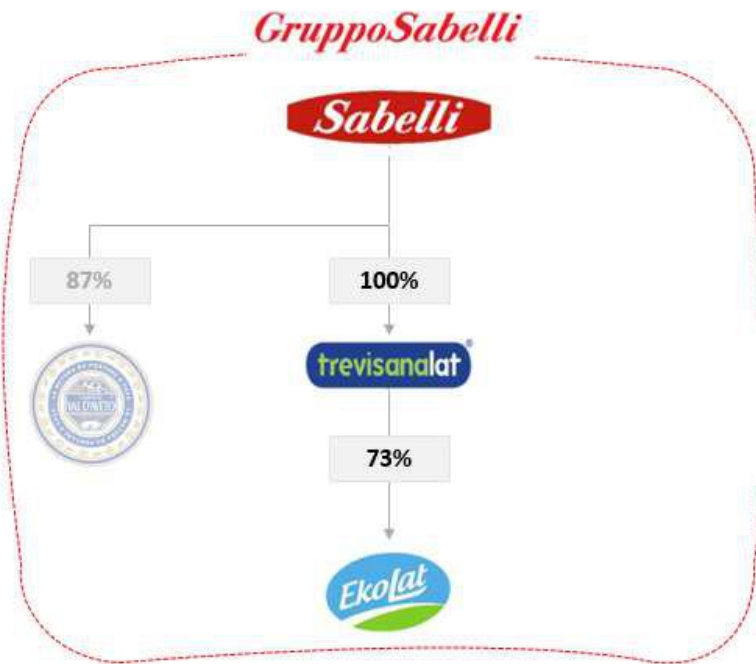 GruppoSabelli
Sabelli
87%
100%
trevisanalat®
73%
EkoLat